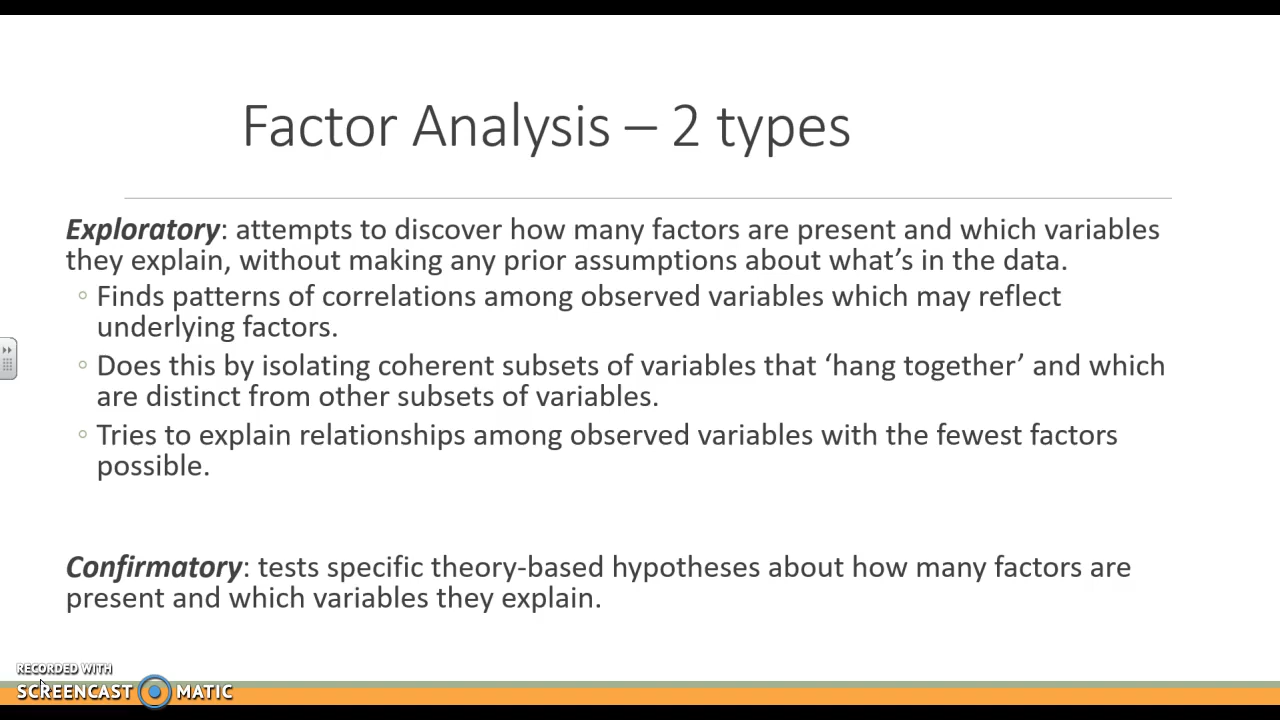 Factor Analysis – 2 types
Exploratory: attempts to discover how many factors are present and which variables
they explain, without making any prior assumptions about what’s in the data.
◦ Finds patterns of correlations among observed variables which may reflect
underlying factors.
◦ Does this by isolating coherent subsets of variables that ‘hang together’ and which
are distinct from other subsets of variables.
◦ Tries to explain relationships among observed variables with the fewest factors
possible.
Confirmatory: tests specific theory-based hypotheses about how many factors are
present and which variables they explain.
RECORDED WITH
SCREENCAST MATIC